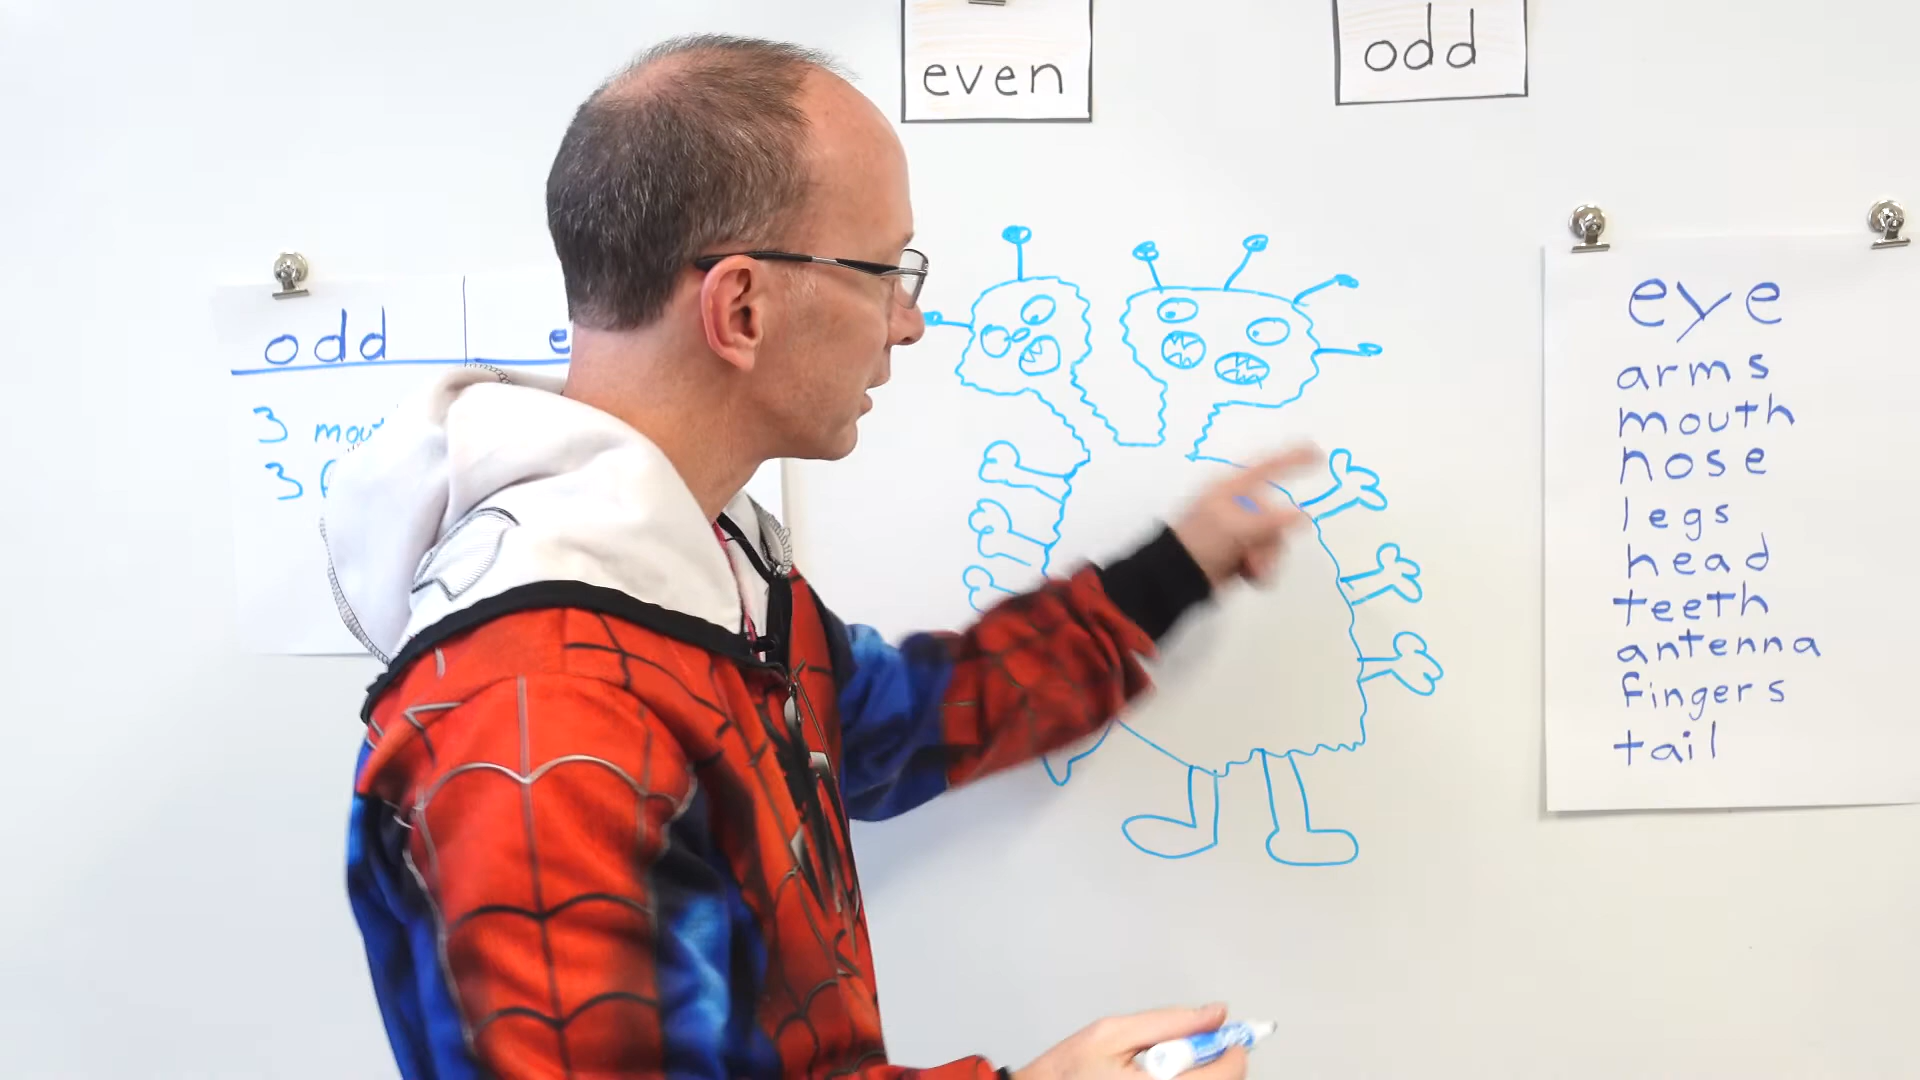 even
odd
odd
3
3
eye
arms
mouth
nose
legs
head
teeth
antenna
fingers
tail